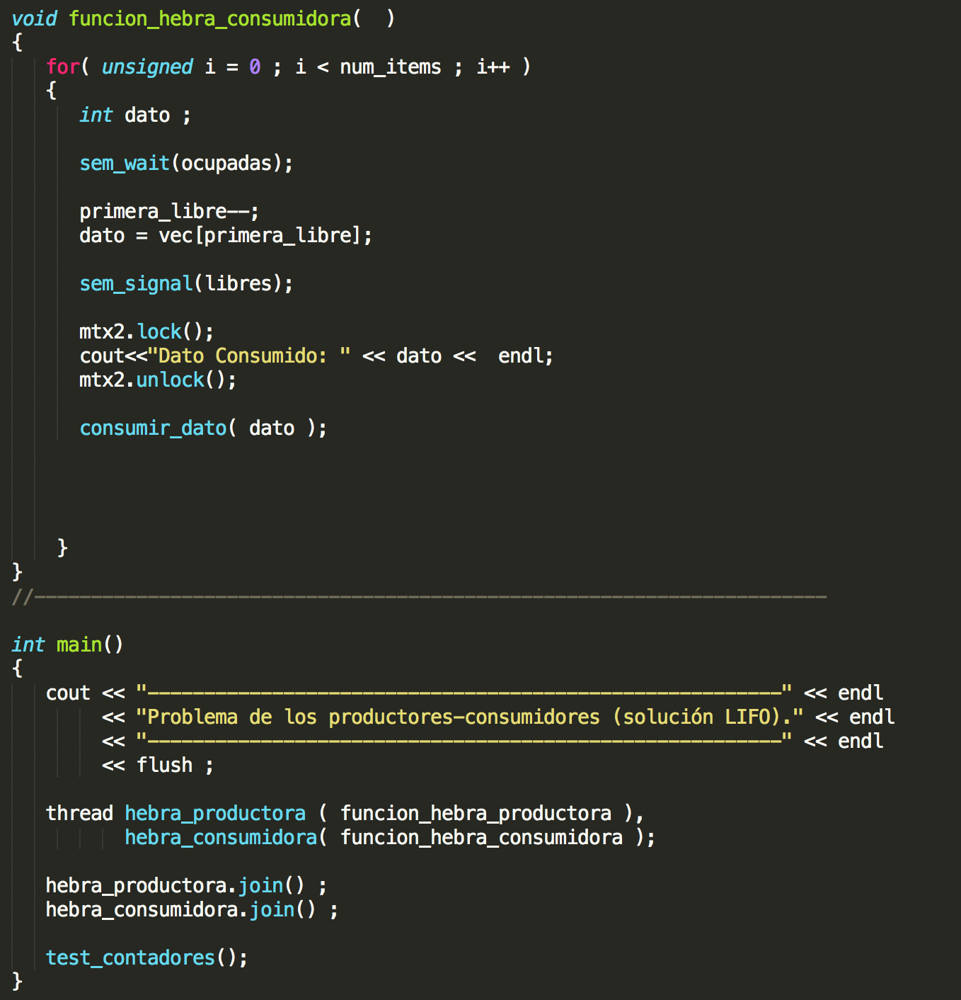 void funcion_hebra_consumidora(  )
{
   for( unsigned i = 0 ; i < num_items ; i++ )
   {
      int dato ;
      sem_wait(ocupadas);
      primera_libre--;
      dato = vec[primera_libre];
      sem_signal(libres);
      mtx2.lock();
      cout<<"Dato Consumido: " << dato <<  endl;
      mtx2.unlock();
      consumir_dato( dato );
    }
}
//----------------------------------------------------------------------
int main()
{
   cout << "--------------------------------------------------------" << endl
        << "Problema de los productores-consumidores (solución LIFO)." << endl
        << "--------------------------------------------------------" << endl
        << flush ;
   thread hebra_productora ( funcion_hebra_productora ),
          hebra_consumidora( funcion_hebra_consumidora );
   hebra_productora.join() ;
   hebra_consumidora.join() ;
   test_contadores();
}